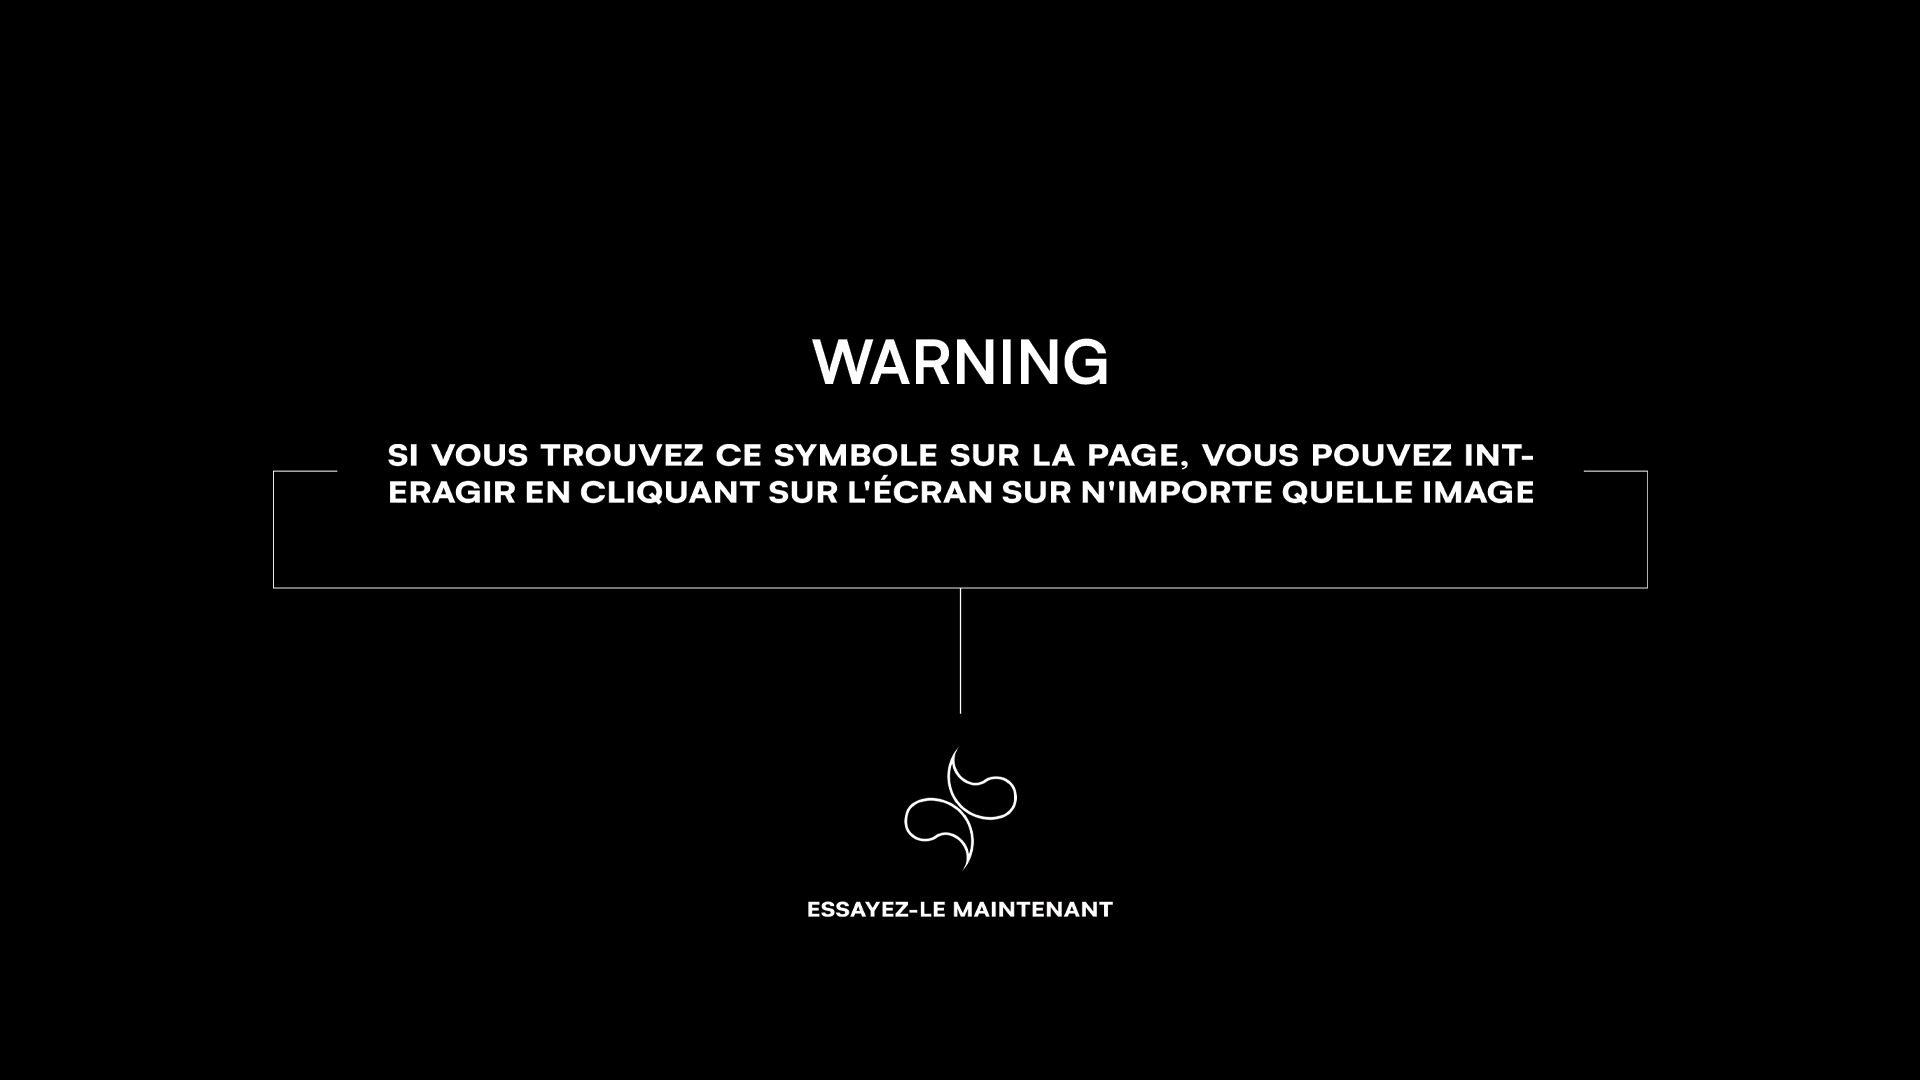 WARNING
SI VOUS TROUVEZ CE SYMBOLE SUR LA PAGE, VOUS POUVEZ INT-
ERAGIR EN CLIQUANT SUR L'ÉCRAN SUR N'IMPORTE QUELLE IMAGE
ESSAYEZ-LE MAINTENANT